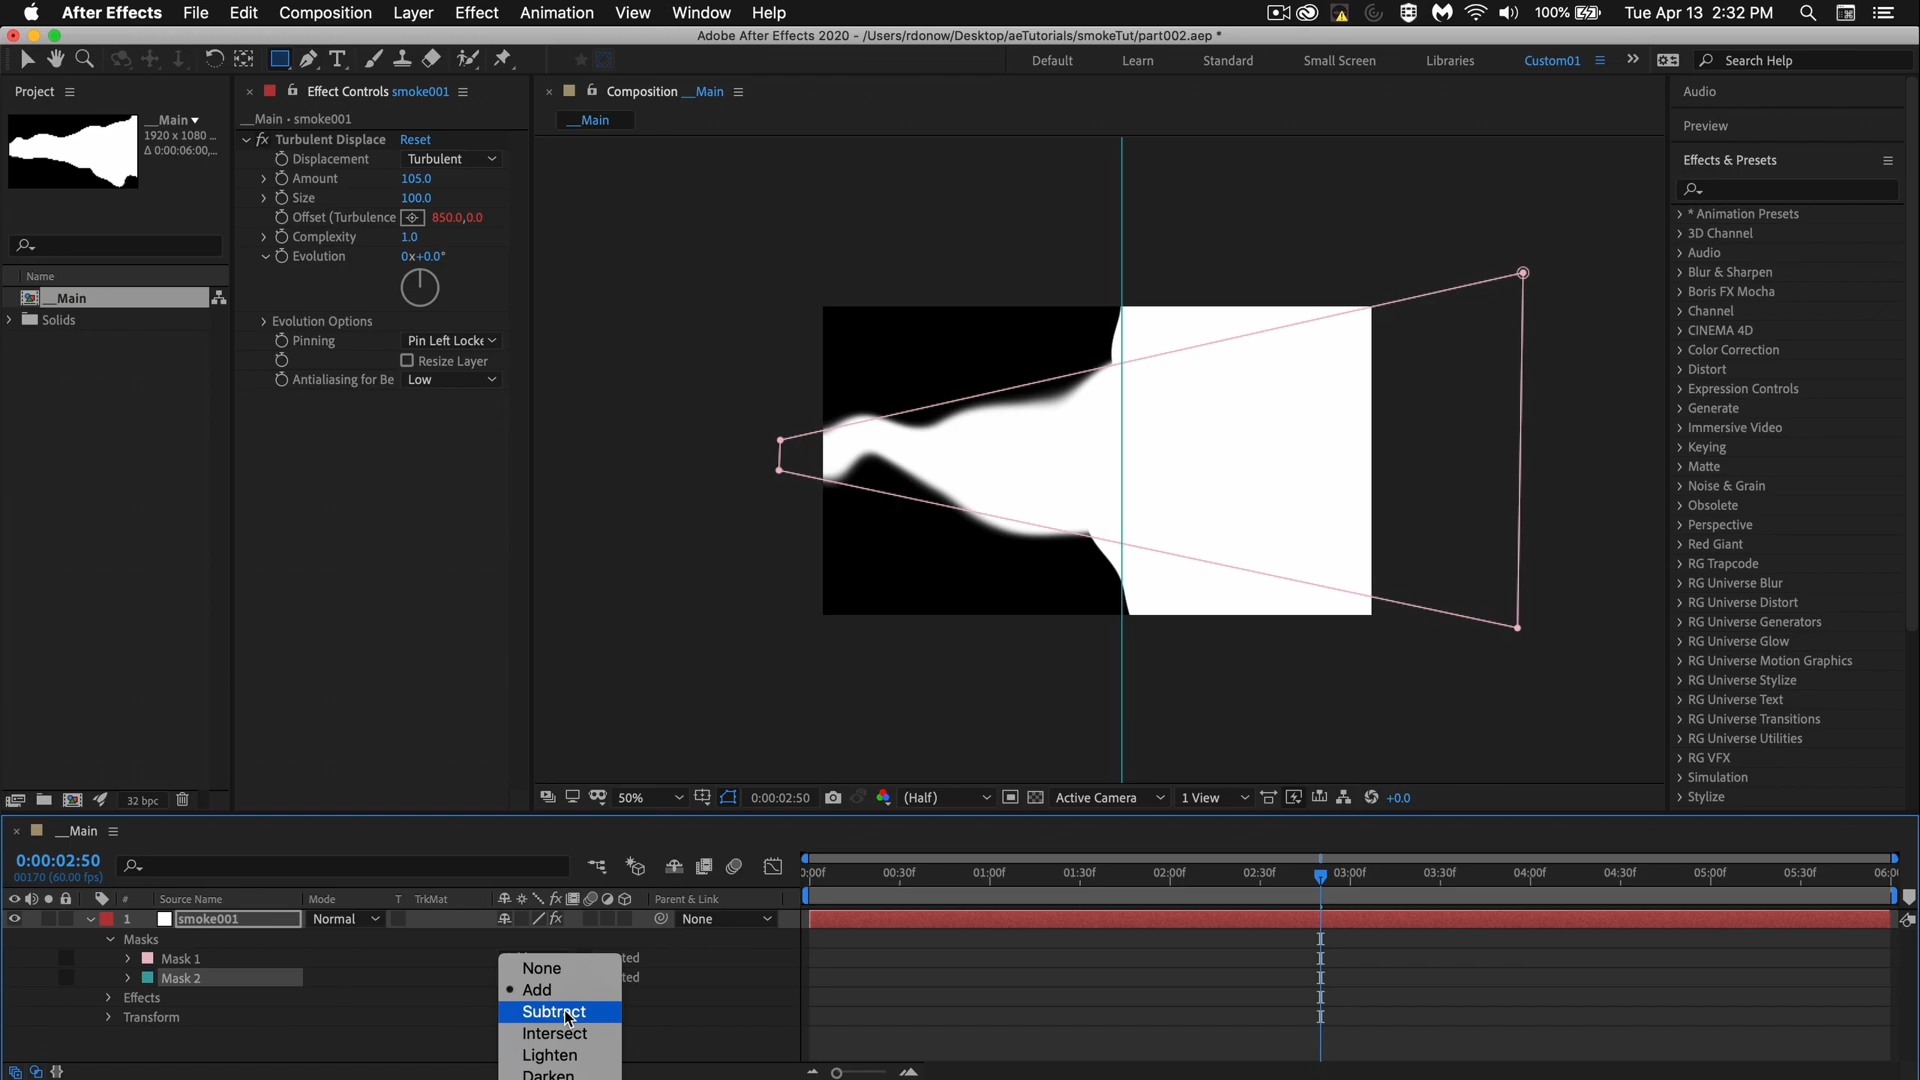 After Effects File Edit Composition Layer Effect Animation View Window Help 100% Tue Apr 13 2:32 PM
Adobe After Effects 2020 - /Users/rdonow/Desktop/aeTutorials/smokeTut/part002.aep *
Default Learn Standard Small Screen Libraries Custom01 Search Help
Project
__Main
1920 x 1080 ...
Δ 0:00:06:00,...
Name
__Main
Solids
32 bpc
Effect Controls smoke001
__Main • smoke001
fx Turbulent Displace Reset
Displacement Turbulent
Amount 105.0
Size 100.0
Offset (Turbulence 850.0,0.0
Complexity 1.0
Evolution 0x+0.0°
Evolution Options
Pinning Pin Left Locke
Resize Layer
Antialiasing for Be Low
Composition __Main
__Main
50% 0:00:02:50 (Half) Active Camera 1 View +0.0
Audio
Preview
Effects & Presets
* Animation Presets
3D Channel
Audio
Blur & Sharpen
Boris FX Mocha
Channel
CINEMA 4D
Color Correction
Distort
Expression Controls
Generate
Immersive Video
Keying
Matte
Noise & Grain
Obsolete
Perspective
Red Giant
RG Trapcode
RG Universe Blur
RG Universe Distort
RG Universe Generators
RG Universe Glow
RG Universe Motion Graphics
RG Universe Stylize
RG Universe Text
RG Universe Transitions
RG Universe Utilities
RG VFX
Simulation
Stylize
__Main
0:00:02:50
00170 (60.00 fps)
:00f 00:30f 01:00f 01:30f 02:00f 02:30f 03:00f 03:30f 04:00f 04:30f 05:00f 05:30f 06:00
# Source Name Mode T TrkMat fx Parent & Link
1 smoke001 Normal fx None
Masks
Mask 1 ted
Mask 2 ted
Effects
Transform
None
Add
Subtract
Intersect
Lighten
Darken